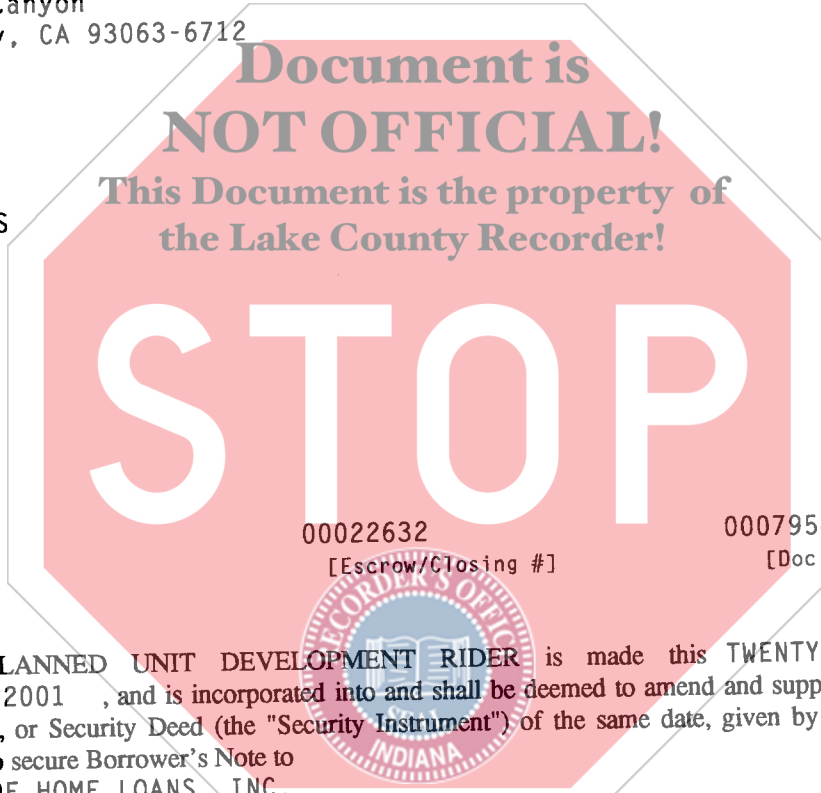 Canyon
, CA 93063-6712
Document is
NOT OFFICIAL!
This Document is the property of
the Lake County Recorder!
S
STOP
00022632 000795
[Escrow/Closing #] [Doc
RECORDER'S OFFIC
LANNED UNIT DEVELOPMENT RIDER is made this TWENTY
2001 , and is incorporated into and shall be deemed to amend and supp
, or Security Deed (the "Security Instrument") of the same date, given by
secure Borrower's Note to
SEAL
INDIANA
HOME LOANS, INC.